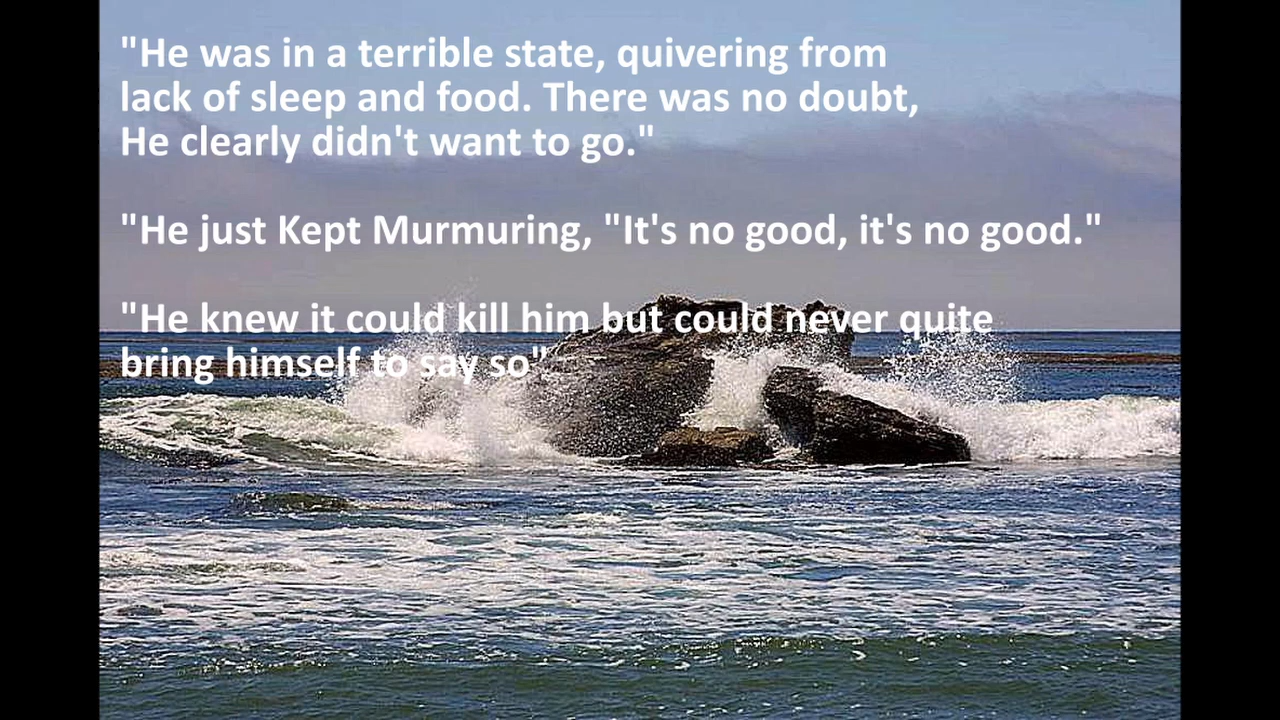 "He was in a terrible state, quivering from
lack of sleep and food. There was no doubt,
He clearly didn't want to go."
"He just Kept Murmuring, "It's no good, it's no good."
"He knew it could kill him but could never quite
bring himself to say so"